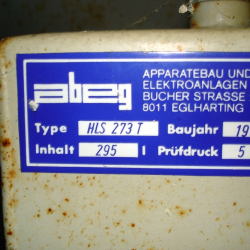 abeg
APPARATEBAU UND
ELEKTROANLAGEN
BUCHER STRASSE
8011 EGLHARTING
Type HLS 273 T Baujahr 19
Inhalt 295 l Prüfdruck 5